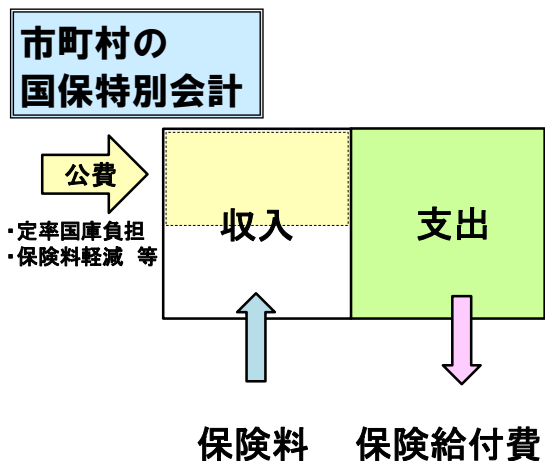 市町村の
国保特別会計
公費
・定率国庫負担
・保険料軽減 等
収入
支出
保険料
保険給付費